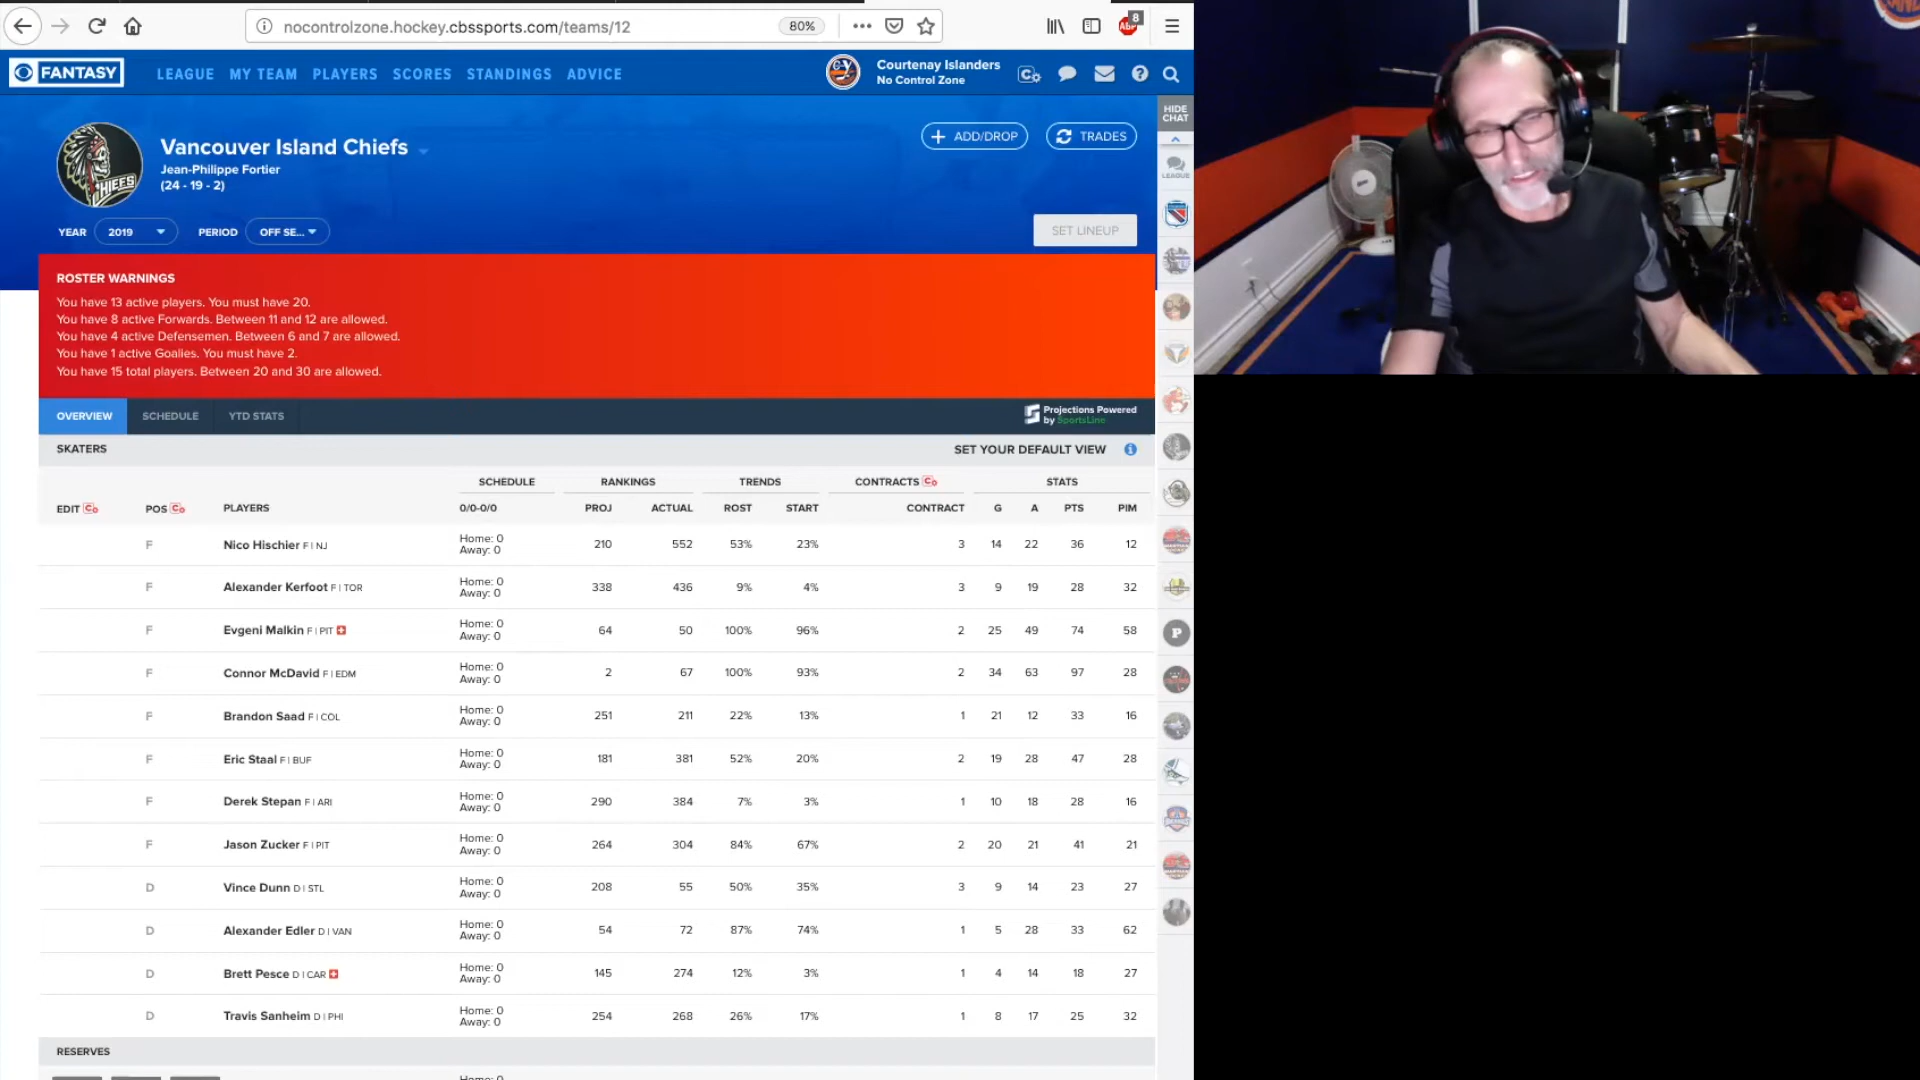 nocontrolzone.hockey.cbssports.com/teams/12
80%
8
FANTASY
LEAGUE MY TEAM PLAYERS SCORES STANDINGS ADVICE
Courtenay Islanders
No Control Zone
HIDE CHAT
Vancouver Island Chiefs
Jean-Philippe Fortier
(24 - 19 - 2)
CHIEFS
ADD/DROP
TRADES
LEAGUE
YEAR 2019 PERIOD OFF SE...
SET LINEUP
ROSTER WARNINGS
You have 13 active players. You must have 20.
You have 8 active Forwards. Between 11 and 12 are allowed.
You have 4 active Defensemen. Between 6 and 7 are allowed.
You have 1 active Goalies. You must have 2.
You have 15 total players. Between 20 and 30 are allowed.
OVERVIEW SCHEDULE YTD STATS
Projections Powered
by SportsLine
SKATERS
SET YOUR DEFAULT VIEW
SCHEDULE RANKINGS TRENDS CONTRACTS STATS
EDIT POS PLAYERS 0/0-0/0 PROJ ACTUAL ROST START CONTRACT G A PTS PIM
F Nico Hischier F | NJ Home: 0 Away: 0 210 552 53% 23% 3 14 22 36 12
F Alexander Kerfoot F | TOR Home: 0 Away: 0 338 436 9% 4% 3 9 19 28 32
F Evgeni Malkin F | PIT Home: 0 Away: 0 64 50 100% 96% 2 25 49 74 58
F Connor McDavid F | EDM Home: 0 Away: 0 2 67 100% 93% 2 34 63 97 28
F Brandon Saad F | COL Home: 0 Away: 0 251 211 22% 13% 1 21 12 33 16
F Eric Staal F | BUF Home: 0 Away: 0 181 381 52% 20% 2 19 28 47 28
F Derek Stepan F | ARI Home: 0 Away: 0 290 384 7% 3% 1 10 18 28 16
F Jason Zucker F | PIT Home: 0 Away: 0 264 304 84% 67% 2 20 21 41 21
D Vince Dunn D | STL Home: 0 Away: 0 208 55 50% 35% 3 9 14 23 27
D Alexander Edler D | VAN Home: 0 Away: 0 54 72 87% 74% 1 5 28 33 62
D Brett Pesce D | CAR Home: 0 Away: 0 145 274 12% 3% 1 4 14 18 27
D Travis Sanheim D | PHI Home: 0 Away: 0 254 268 26% 17% 1 8 17 25 32
RESERVES